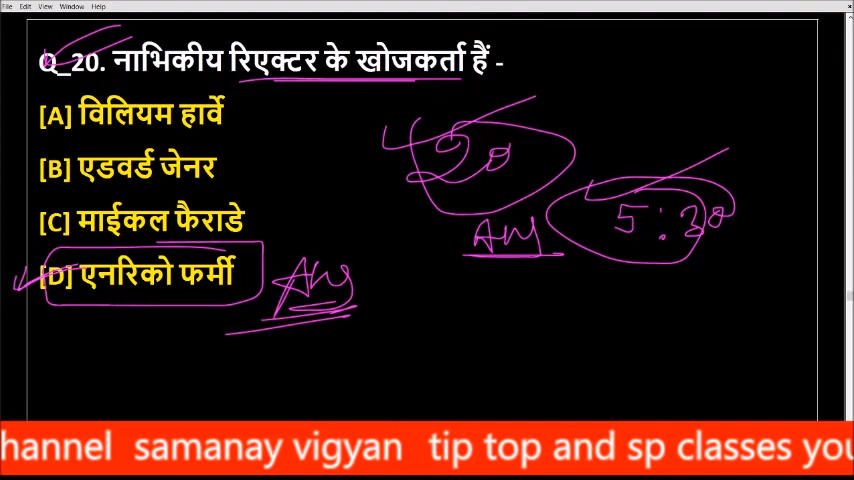 File Edit View Window Help
Q_20. नाभिकीय रिएक्टर के खोजकर्ता हैं -
[A] विलियम हार्वे
[B] एडवर्ड जेनर
[C] माईकल फैराडे
[D] एनरिको फर्मी
20
Ans
5:30
Ans
hannel samanay vigyan tip top and sp classes you